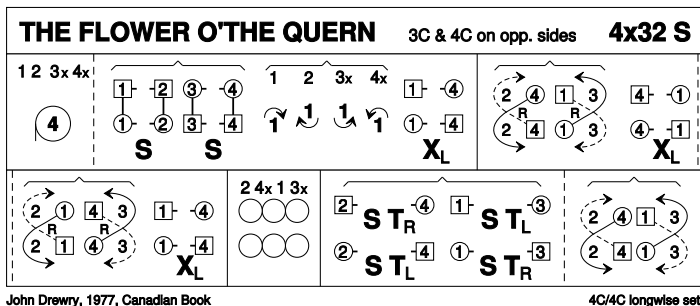 THE FLOWER O'THE QUERN 3C & 4C on opp. sides 4x32 S
1 2 3x 4x
4
1 2 3 4
1 2 3 4
S S
1 2 3x 4x
1 1 1 1
1 4
1 4
XL
2 4 1 3
R R
2 4 1 3
4 1
4 1
XL
2 1 4 3
R R
2 1 4 3
1 4
1 4
XL
2 4x 1 3x
2 4 1 3
S TR S TL
2 4 1 3
S TL S TR
2 4 1 3
2 4 1 3
John Drewry, 1977, Canadian Book 4C/4C longwise set